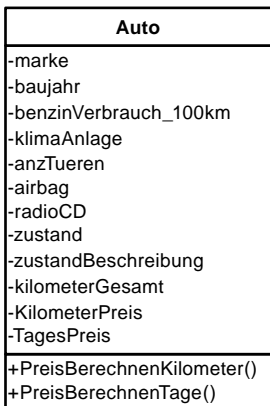 Auto
-marke
-baujahr
-benzinVerbrauch_100km
-klimaAnlage
-anzTueren
-airbag
-radioCD
-zustand
-zustandBeschreibung
-kilometerGesamt
-KilometerPreis
-TagesPreis
+PreisBerechnenKilometer()
+PreisBerechnenTage()